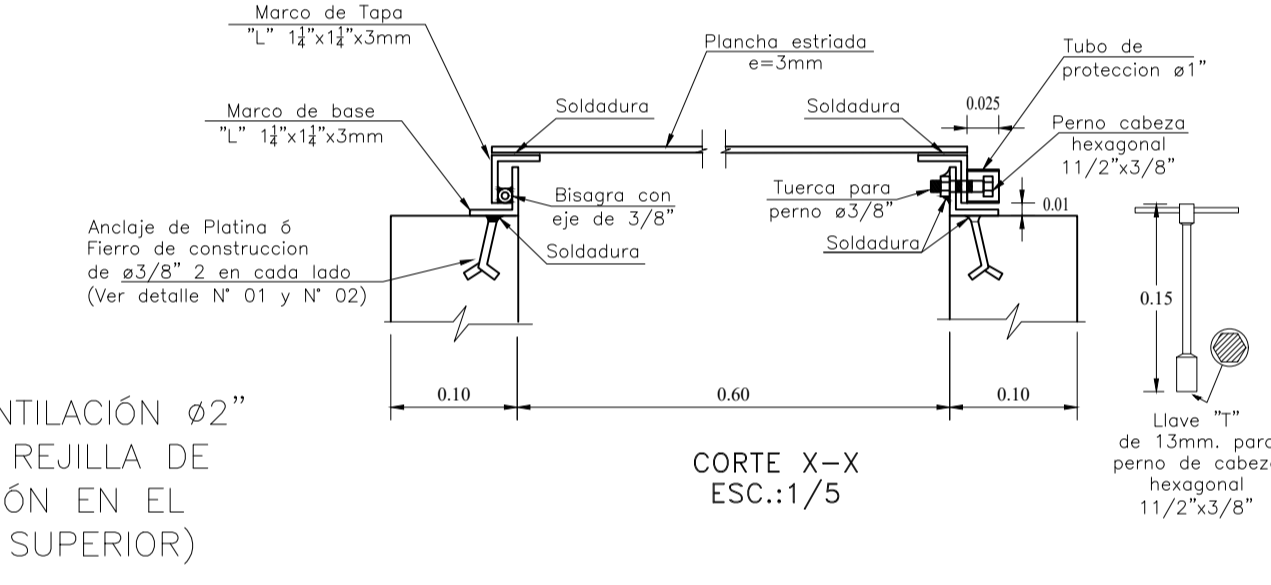 Marco de Tapa
"L" 1¼"x1¼"x3mm
Plancha estriada
e=3mm
Tubo de
proteccion ø1"
Marco de base
"L" 1¼"x1¼"x3mm
Soldadura
Soldadura
0.025
Perno cabeza
hexagonal
11/2"x3/8"
Bisagra con
eje de 3/8"
Tuerca para
perno ø3/8"
0.01
Anclaje de Platina ó
Fierro de construccion
de ø3/8" 2 en cada lado
(Ver detalle N° 01 y N° 02)
Soldadura
Soldadura
0.15
0.10
0.60
0.10
Llave "T"
de 13mm. para
perno de cabeza
hexagonal
11/2"x3/8"
CORTE X-X
ESC.:1/5
NTILACIÓN ø2"
REJILLA DE
ÓN EN EL
SUPERIOR)